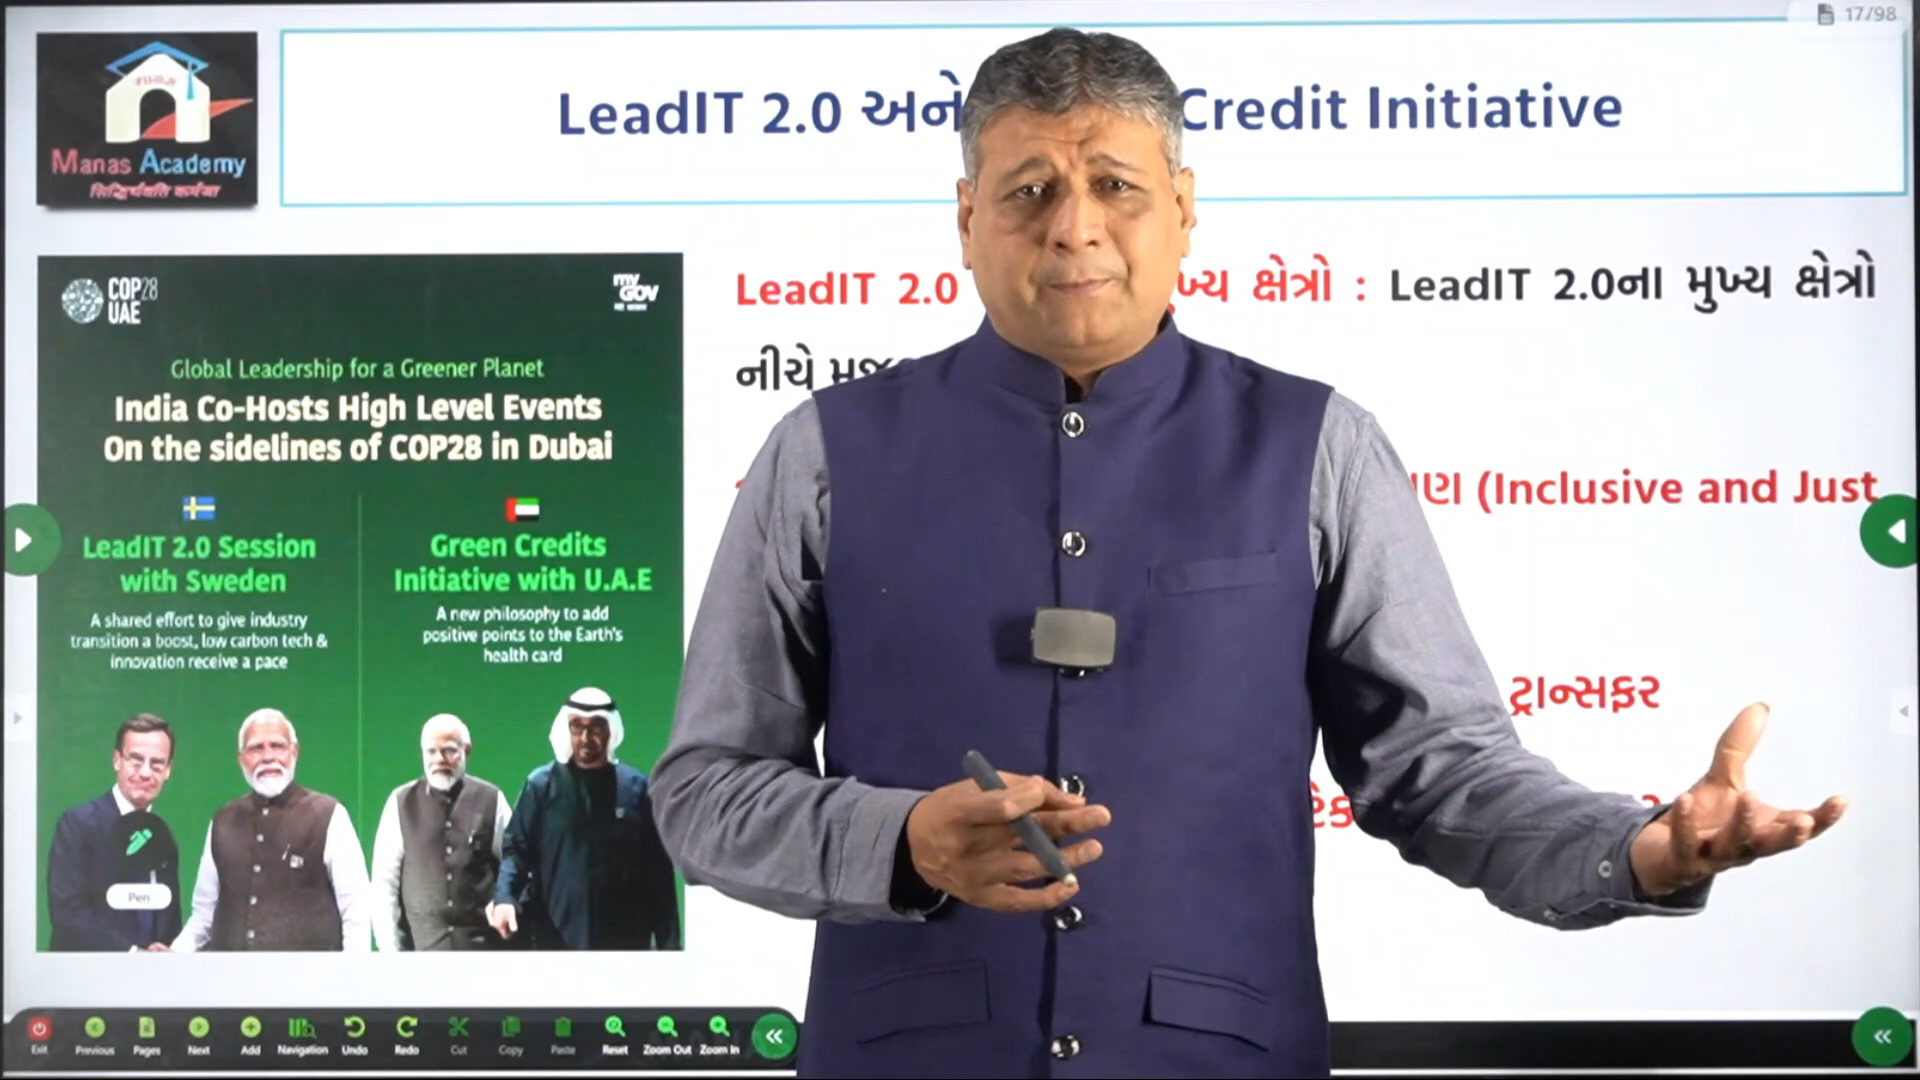 17/98
Manas Academy
LeadIT 2.0 અને Credit Initiative
COP28
UAE
my
GOV
Global Leadership for a Greener Planet
India Co-Hosts High Level Events
On the sidelines of COP28 in Dubai
LeadIT 2.0 Session
with Sweden
A shared effort to give industry
transition a boost, low carbon tech &
innovation receive a pace
Green Credits
Initiative with U.A.E
A new philosophy to add
positive points to the Earth's
health card
Pen
LeadIT 2.0 ક્ષેત્રો : LeadIT 2.0ના મુખ્ય ક્ષેત્રો
નીચે
(Inclusive and Just
ટ્રાન્સફર
Exit Previous Pages Next Add Navigation Undo Redo Cut Copy Paste Reset Zoom Out Zoom In